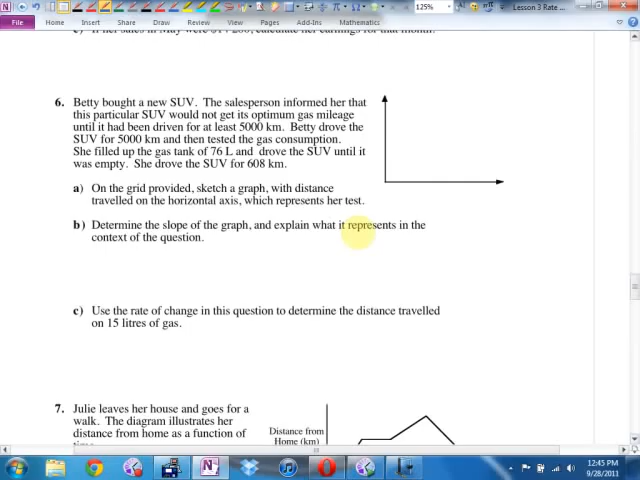 Lesson 3 Rate ...
125%
File
Home
Insert
Share
Draw
Review
View
Pages
Add-Ins
Mathematics
6. Betty bought a new SUV. The salesperson informed her that
this particular SUV would not get its optimum gas mileage
until it had been driven for at least 5000 km. Betty drove the
SUV for 5000 km and then tested the gas consumption.
She filled up the gas tank of 76 L and drove the SUV until it
was empty. She drove the SUV for 608 km.
a) On the grid provided, sketch a graph, with distance
travelled on the horizontal axis, which represents her test.
b) Determine the slope of the graph, and explain what it represents in the
context of the question.
c) Use the rate of change in this question to determine the distance travelled
on 15 litres of gas.
7. Julie leaves her house and goes for a
walk. The diagram illustrates her
distance from home as a function of
Distance from
Home (km)
12:45 PM
9/28/2011